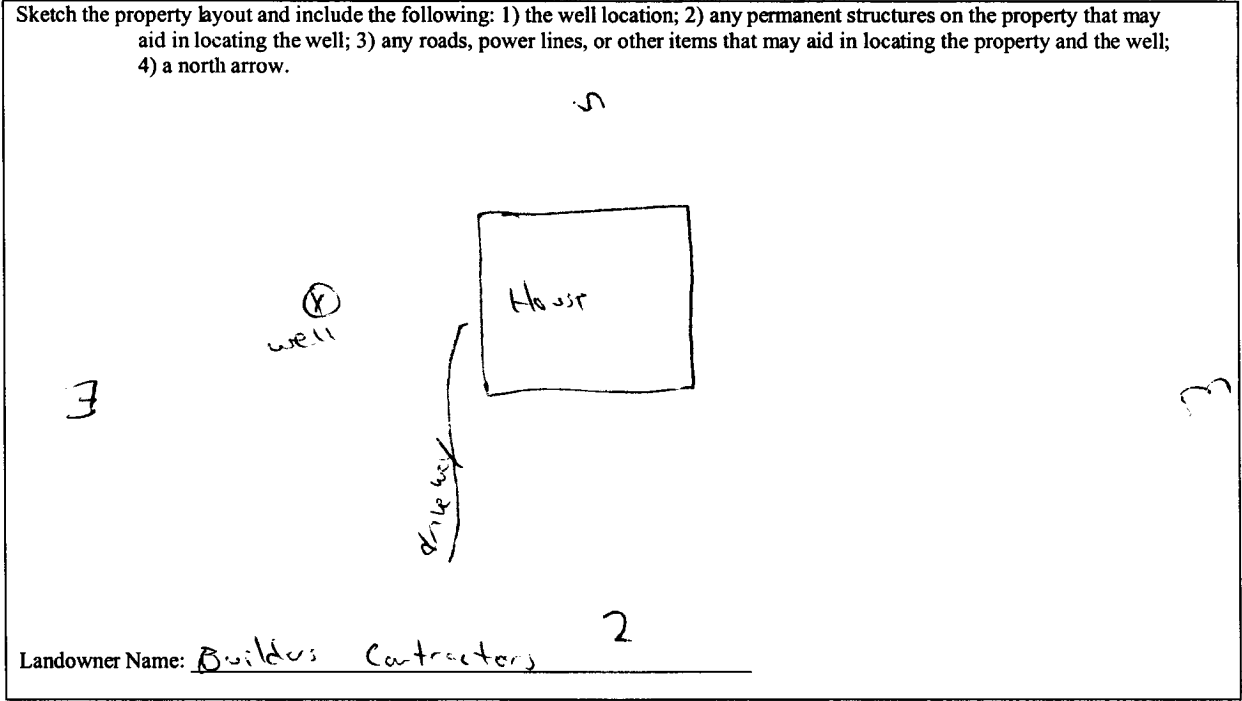 Sketch the property layout and include the following: 1) the well location; 2) any permanent structures on the property that may
aid in locating the well; 3) any roads, power lines, or other items that may aid in locating the property and the well;
4) a north arrow.
S
House
X
well
E
W
drive way
N
Landowner Name: Builders Contractors